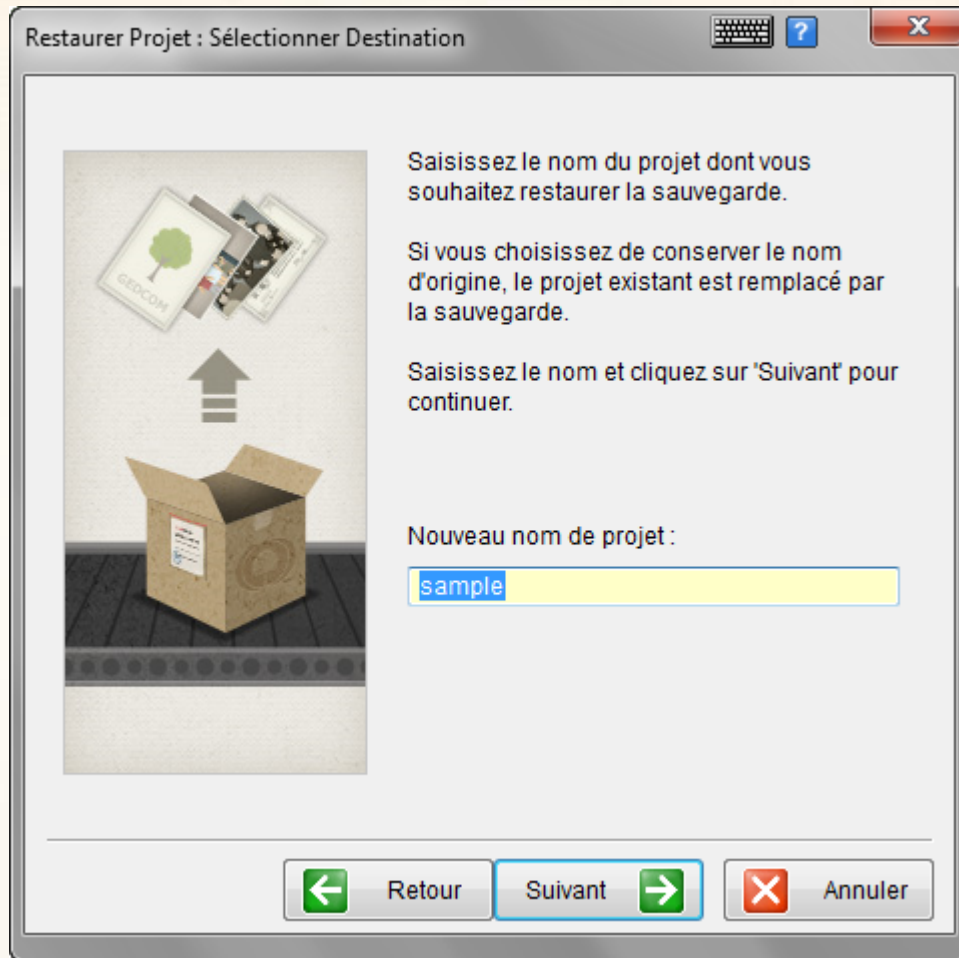 Restaurer Projet : Sélectionner Destination
?
X
GEDCOM
Saisissez le nom du projet dont vous
souhaitez restaurer la sauvegarde.
Si vous choisissez de conserver le nom
d'origine, le projet existant est remplacé par
la sauvegarde.
Saisissez le nom et cliquez sur 'Suivant' pour
continuer.
Nouveau nom de projet :
sample
Retour
Suivant
Annuler